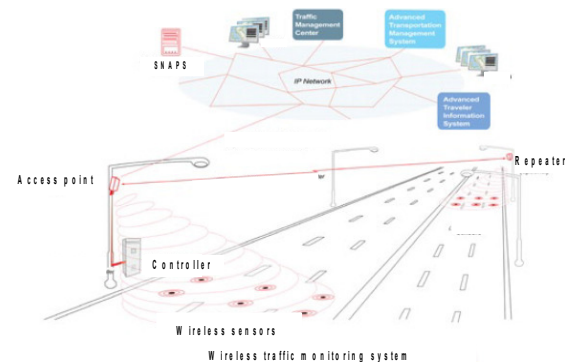 Traffic
Management
Center
Advanced
Transportation
Management
System
SNAPS
IP Network
Advanced
Traveler
Information
System
Repeater
Access point
Controller
Wireless sensors
Wireless traffic monitoring system